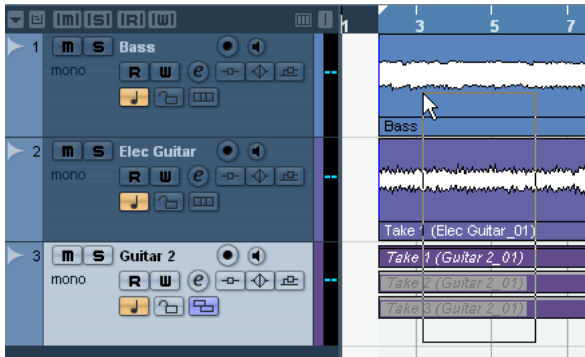 M S R W 1 3 5 7
1 m S Bass
mono R W e
Bass
2 m S Elec Guitar
mono R W e
Take 1 (Elec Guitar_01)
3 m S Guitar 2
Take 1 (Guitar 2_01)
mono R W e
Take 2 (Guitar 2_01)
Take 3 (Guitar 2_01)